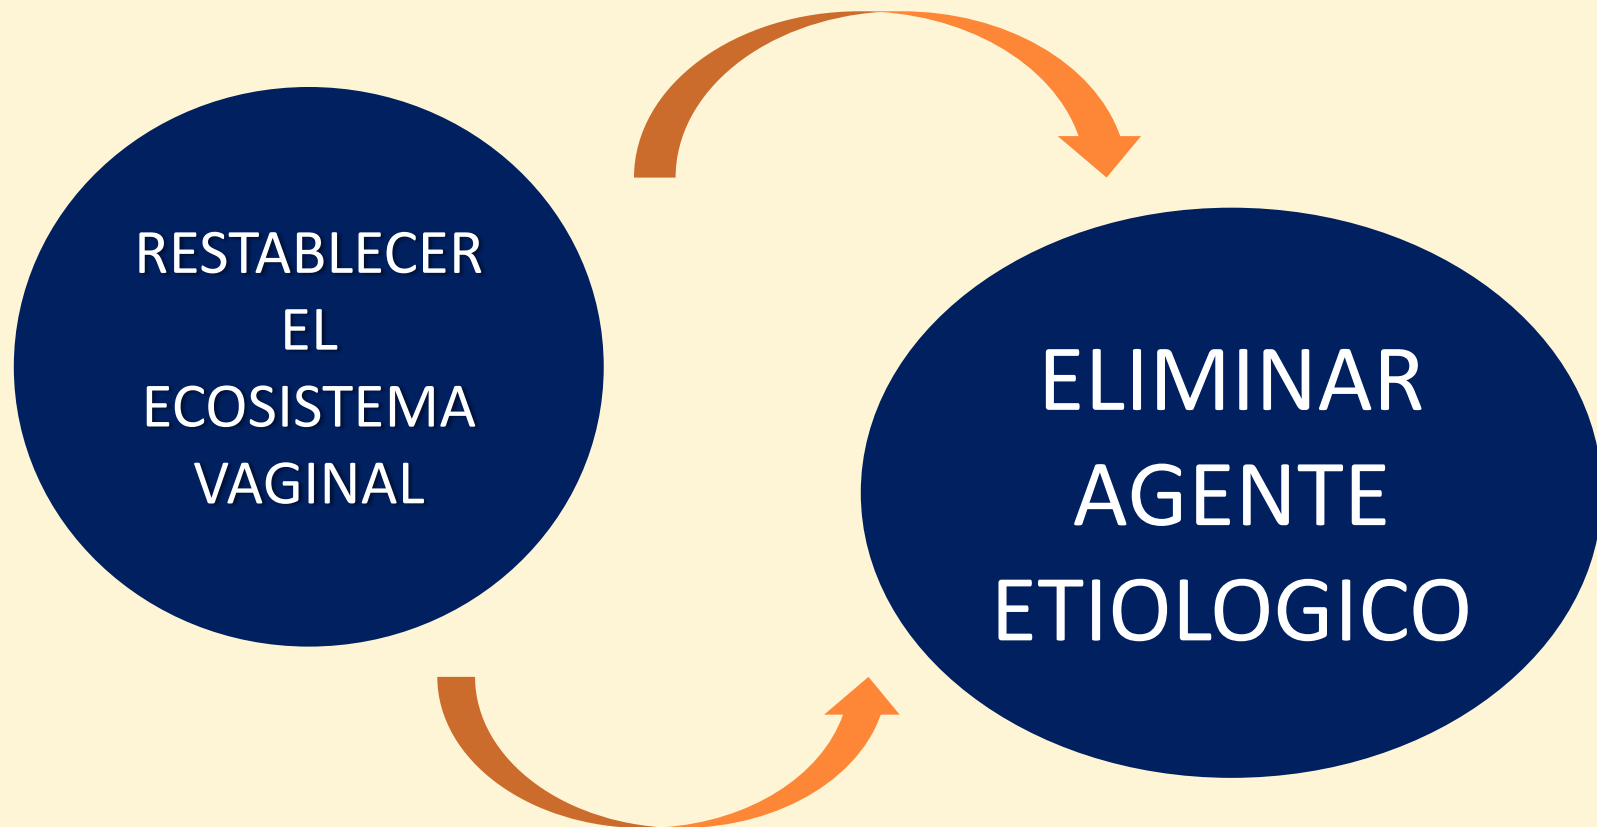 RESTABLECER
EL
ECOSISTEMA
VAGINAL
ELIMINAR
AGENTE
ETIOLOGICO